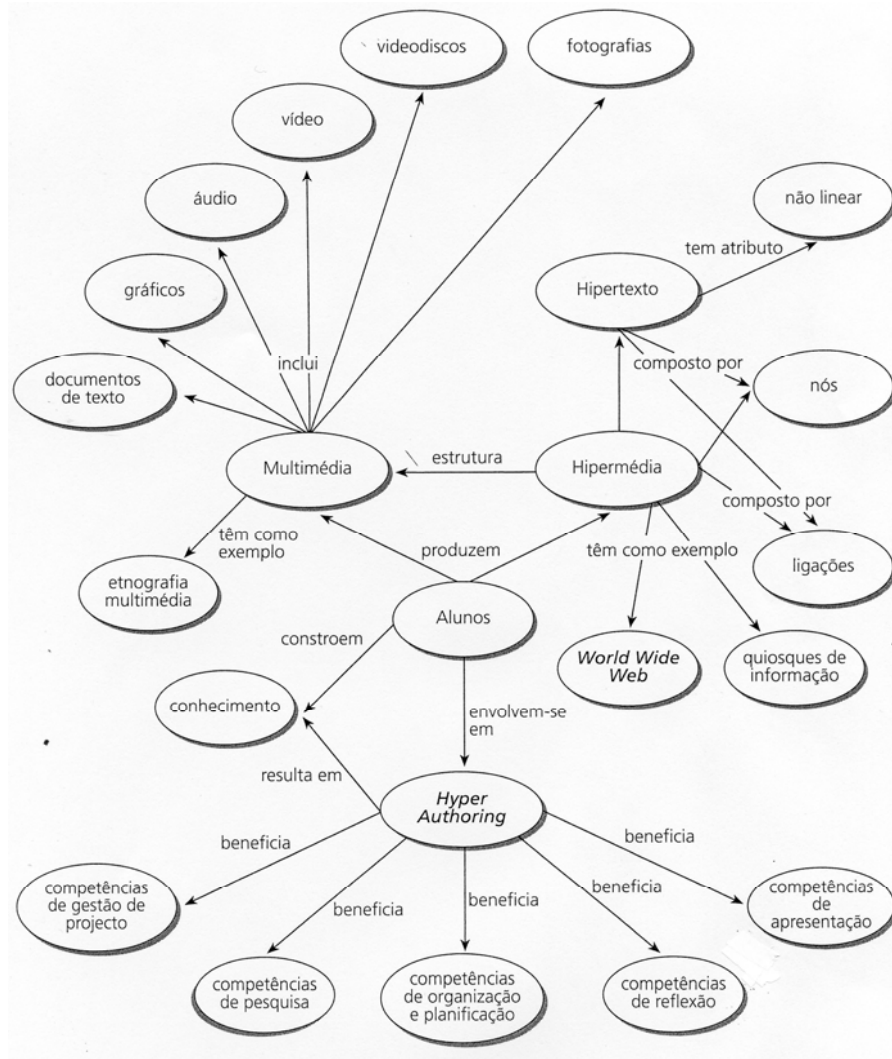 videodiscos
fotografias
vídeo
áudio
não linear
tem atributo
gráficos
Hipertexto
inclui
composto por
documentos
de texto
nós
Multimédia
estrutura
Hipermédia
composto por
têm como
exemplo
produzem
têm como exemplo
ligações
etnografia
multimédia
Alunos
constroem
World Wide
Web
quiosques de
informação
conhecimento
envolvem-se
em
resulta em
Hyper
Authoring
beneficia
beneficia
competências
de gestão de
projecto
beneficia
beneficia
beneficia
competências
de
apresentação
competências
de pesquisa
competências
de organização
e planificação
competências
de reflexão